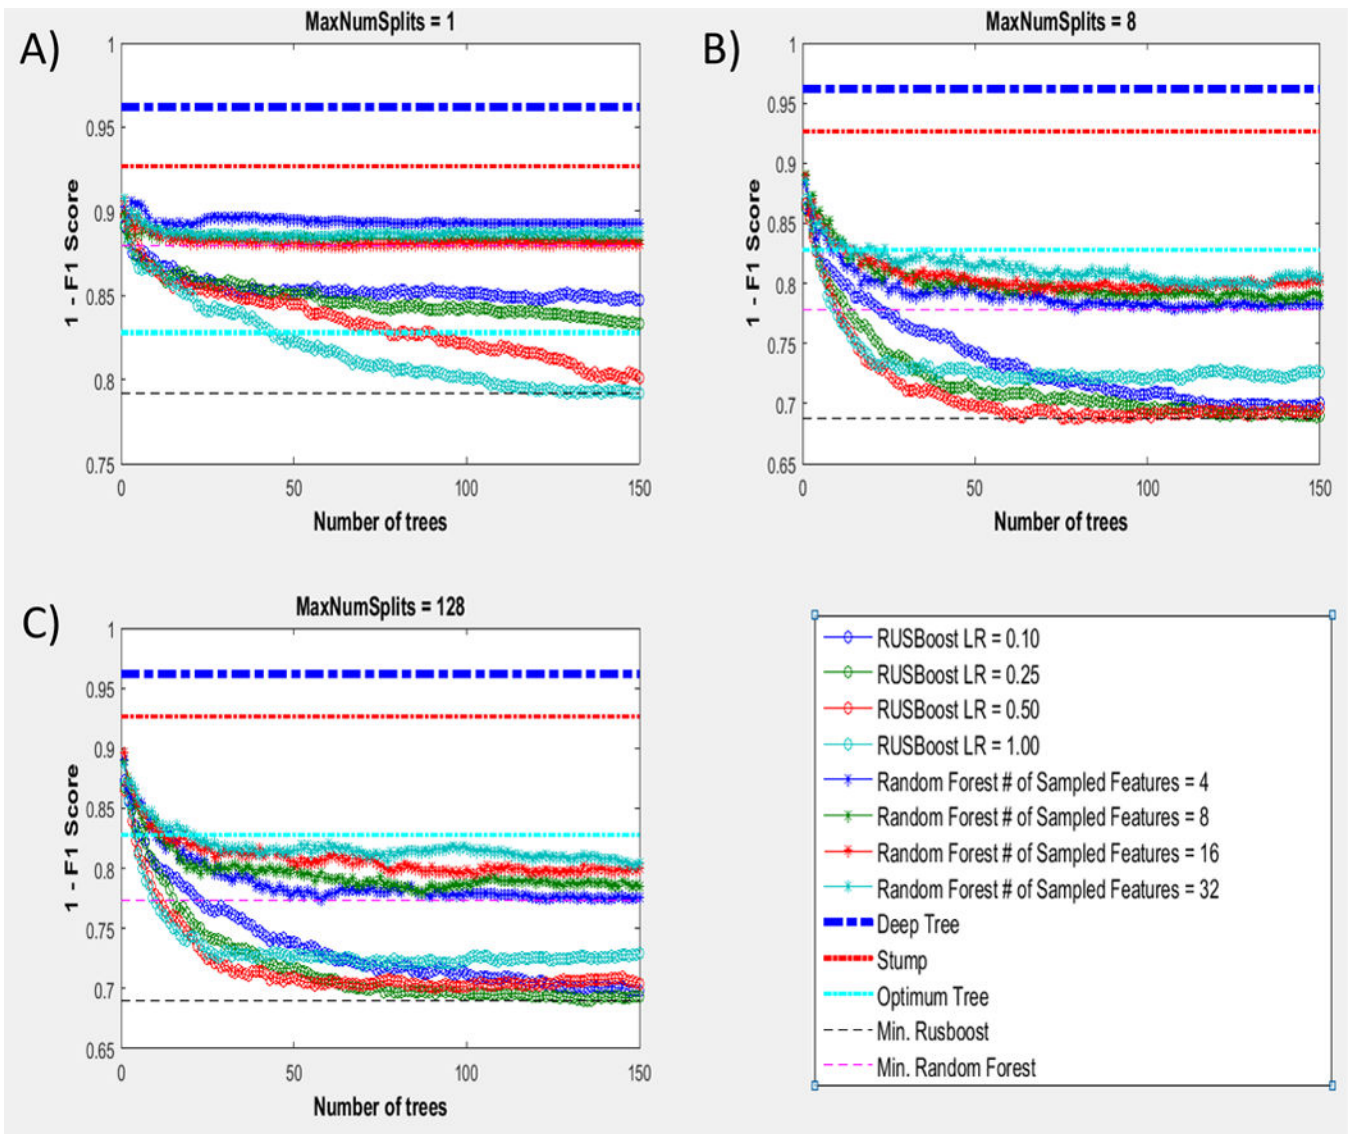 A)
MaxNumSplits = 1
1
0.95
0.9
0.85
0.8
0.75
1 - F1 Score
0
50
100
150
Number of trees
B)
MaxNumSplits = 8
1
0.95
0.9
0.85
0.8
0.75
0.7
0.65
1 - F1 Score
0
50
100
150
Number of trees
C)
MaxNumSplits = 128
1
0.95
0.9
0.85
0.8
0.75
0.7
0.65
1 - F1 Score
0
50
100
150
Number of trees
RUSBoost LR = 0.10
RUSBoost LR = 0.25
RUSBoost LR = 0.50
RUSBoost LR = 1.00
Random Forest # of Sampled Features = 4
Random Forest # of Sampled Features = 8
Random Forest # of Sampled Features = 16
Random Forest # of Sampled Features = 32
Deep Tree
Stump
Optimum Tree
Min. Rusboost
Min. Random Forest